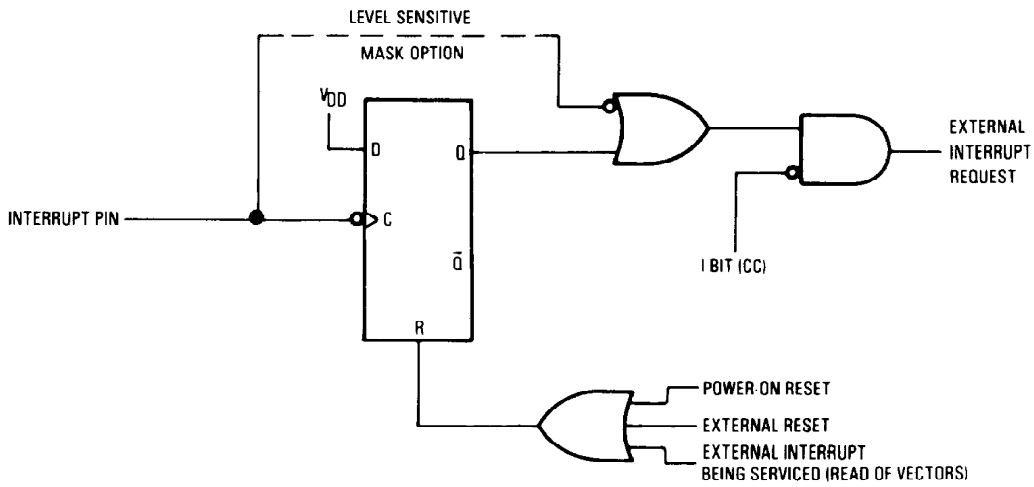 LEVEL SENSITIVE
MASK OPTION
VDD
D
Q
EXTERNAL
INTERRUPT
REQUEST
INTERRUPT PIN
C
Q̅
I BIT (CC)
R
POWER-ON RESET
EXTERNAL RESET
EXTERNAL INTERRUPT
BEING SERVICED (READ OF VECTORS)